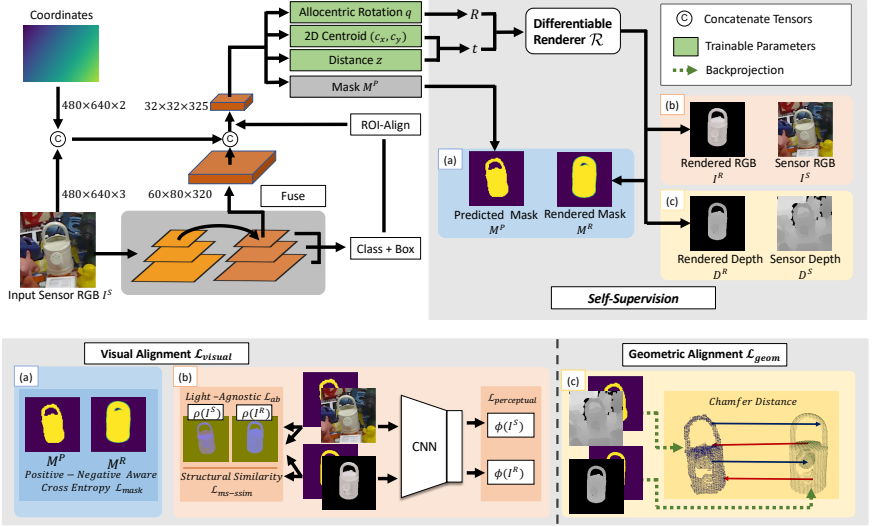 Coordinates
480×640×2
C
480×640×3
Input Sensor RGB I^S
32×32×325
C
60×80×320
Fuse
ROI-Align
Class + Box
Allocentric Rotation q
2D Centroid (c_x, c_y)
Distance z
Mask M^P
R
t
Differentiable
Renderer R
C Concatenate Tensors
Trainable Parameters
Backprojection
(a)
Predicted Mask
M^P
Rendered Mask
M^R
(b)
Rendered RGB
I^R
Sensor RGB
I^S
(c)
Rendered Depth
D^R
Sensor Depth
D^S
Self-Supervision
Visual Alignment L_visual
(a)
M^P
M^R
Positive-Negative Aware
Cross Entropy L_mask
(b)
Light-Agnostic L_ab
ρ(I^S)
ρ(I^R)
Structural Similarity
L_ms-ssim
CNN
L_perceptual
ϕ(I^S)
ϕ(I^R)
Geometric Alignment L_geom
(c)
Chamfer Distance